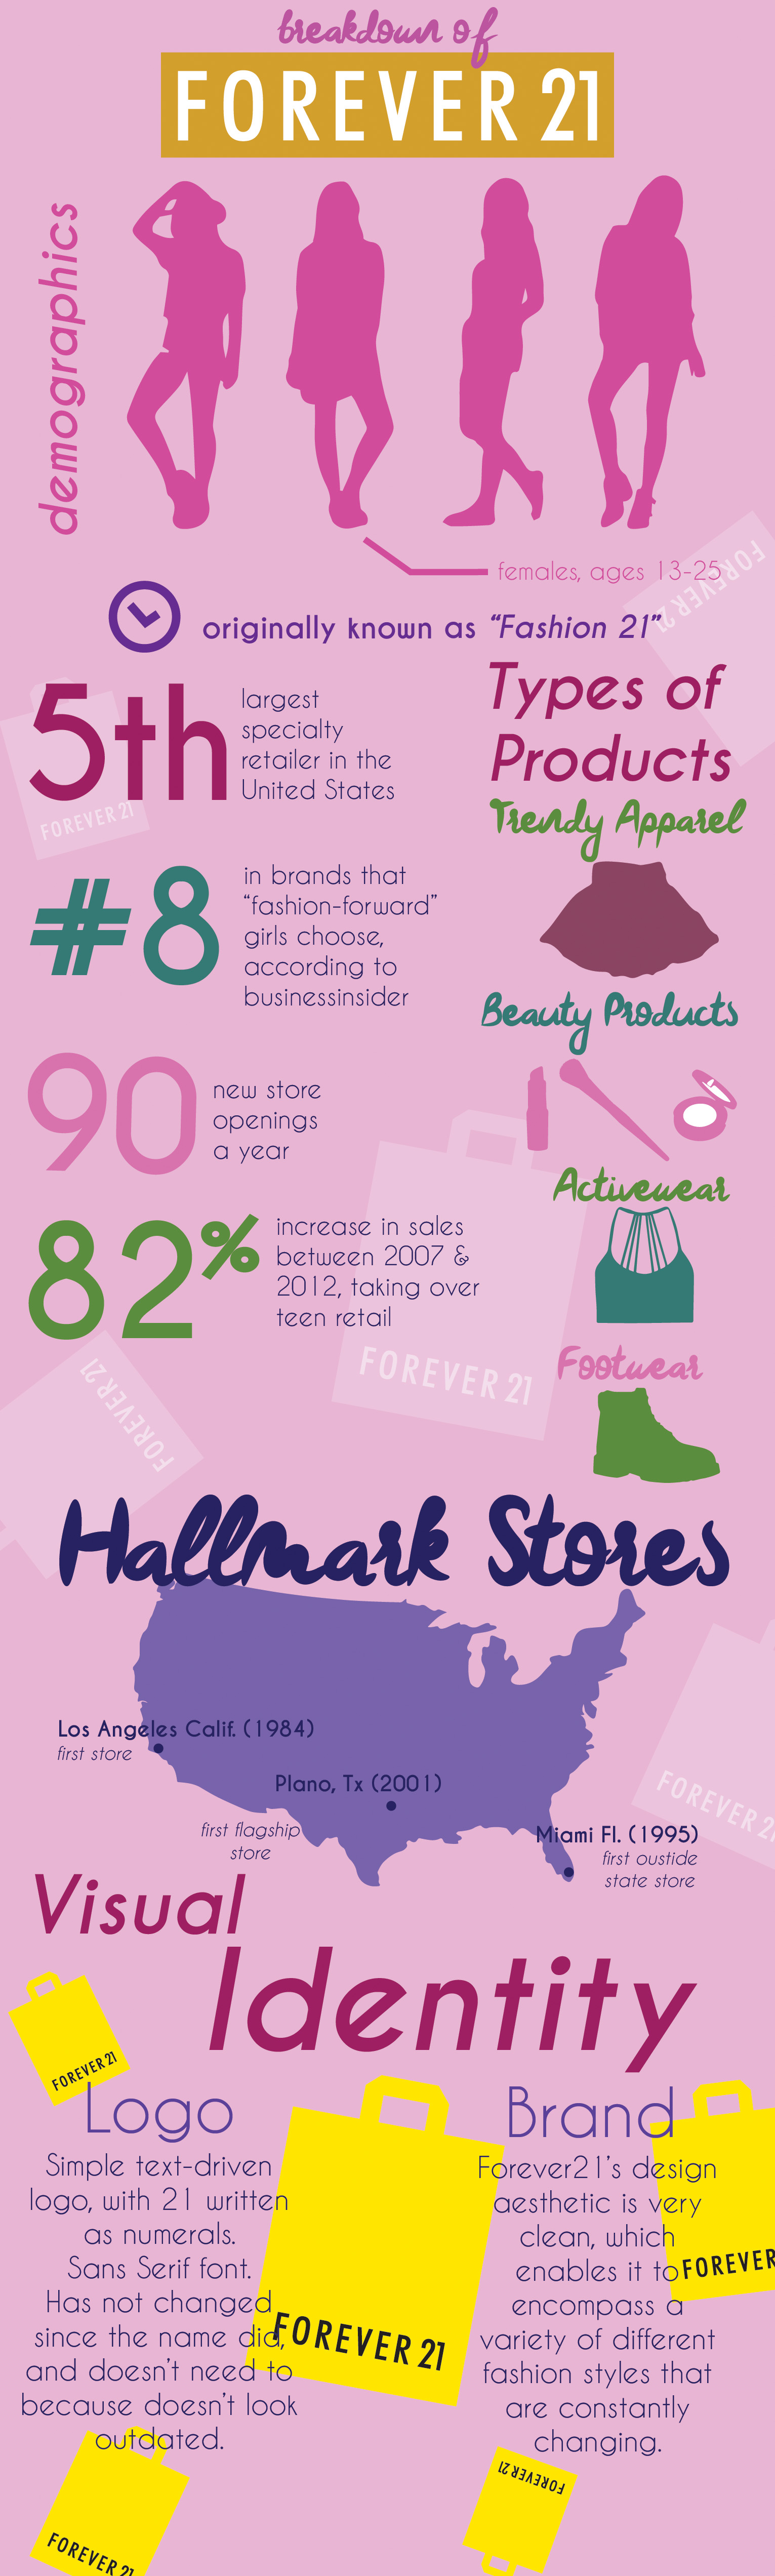 breakdown of
FOREVER 21
demographics
females, ages 13-25
FOREVER 21
originally known as "Fashion 21"
5th
largest
specialty
retailer in the
United States
FOREVER 21
#8
in brands that
"fashion-forward"
girls choose,
according to
businessinsider
90
new store
openings
a year
82%
increase in sales
between 2007 &
2012, taking over
teen retail
Types of
Products
Trendy Apparel
Beauty Products
Activewear
Footwear
FOREVER 21
FOREVER 21
Hallmark Stores
Los Angeles Calif. (1984)
first store
Plano, Tx (2001)
first flagship
store
Miami Fl. (1995)
first oustide
state store
FOREVER 21
Visual
Identity
FOREVER 21
Logo
Simple text-driven
logo, with 21 written
as numerals.
Sans Serif font.
Has not changed
since the name did,
and doesn't need to
because doesn't look
outdated.
FOREVER 21
Brand
Forever21's design
aesthetic is very
clean, which
enables it to
encompass a
variety of different
fashion styles that
are constantly
changing.
FOREVER
FOREVER 21
FOREVER 21